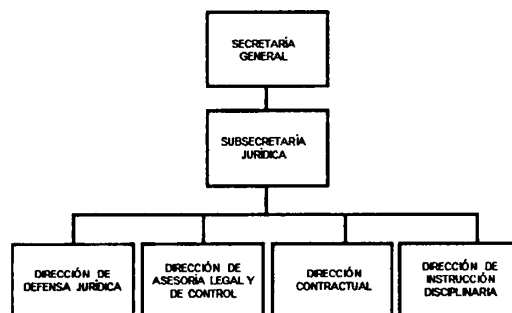 SECRETARÍA
GENERAL
SUBSECRETARÍA
JURÍDICA
DIRECCIÓN DE
DEFENSA JURÍDICA
DIRECCIÓN DE
ASESORÍA LEGAL Y
DE CONTROL
DIRECCIÓN
CONTRACTUAL
DIRECCIÓN DE
INSTRUCCIÓN
DISCIPLINARIA